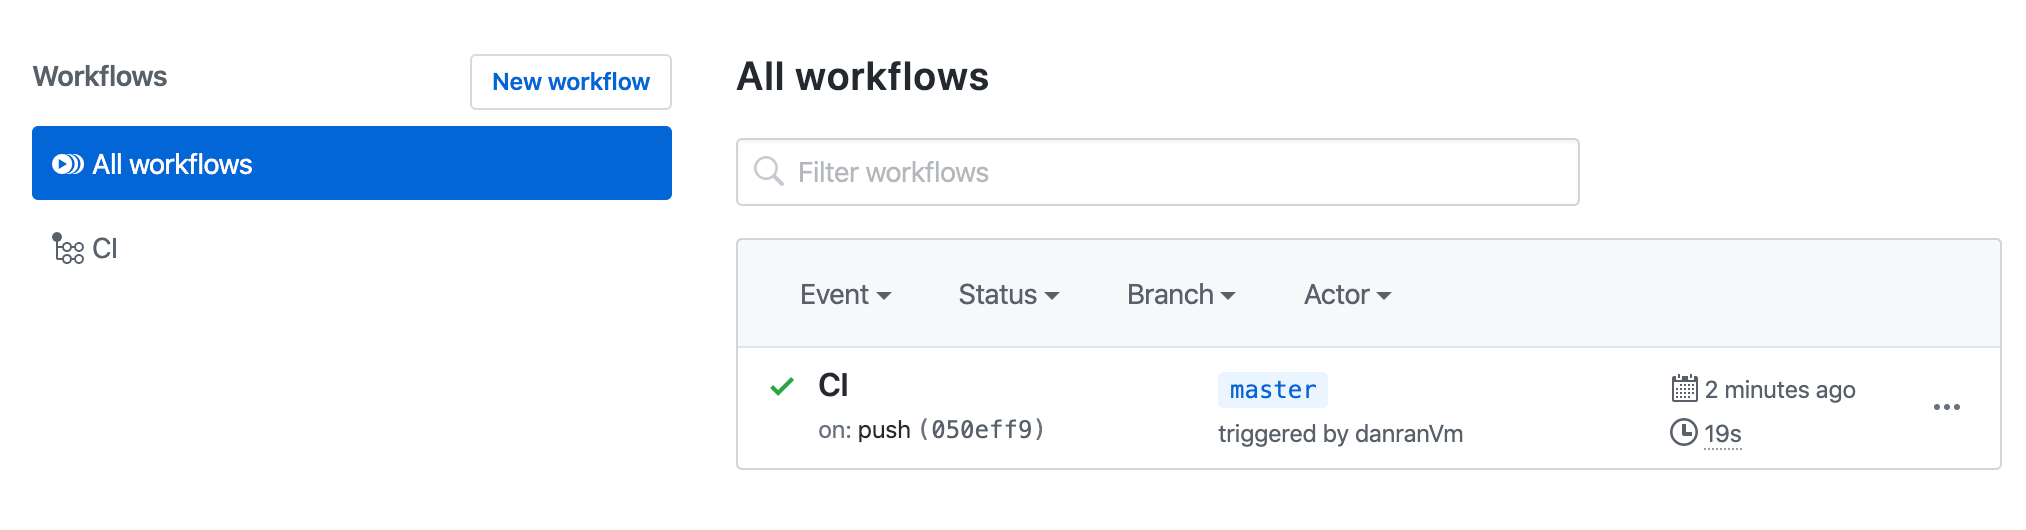 Workflows
New workflow
All workflows
CI
All workflows
Filter workflows
Event Status Branch Actor
CI
on: push (050eff9)
master
triggered by danranVm
2 minutes ago
19s